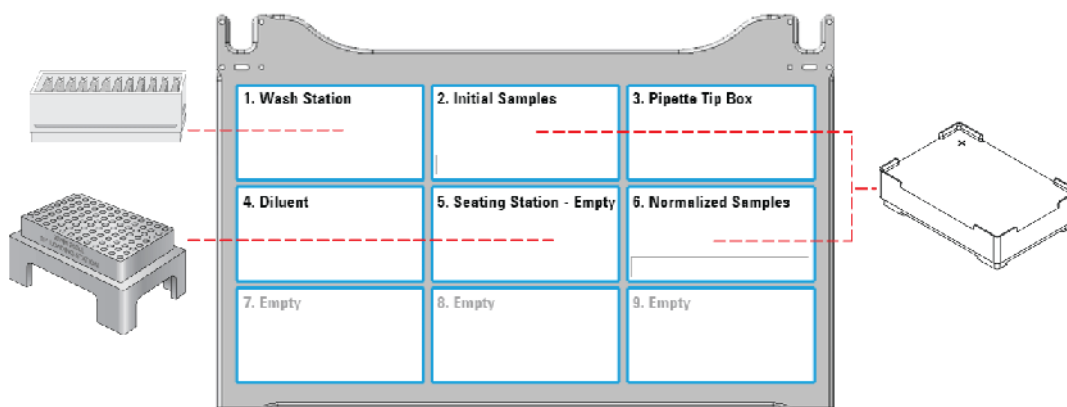 1. Wash Station
2. Initial Samples
3. Pipette Tip Box
4. Diluent
5. Seating Station - Empty
6. Normalized Samples
7. Empty
8. Empty
9. Empty